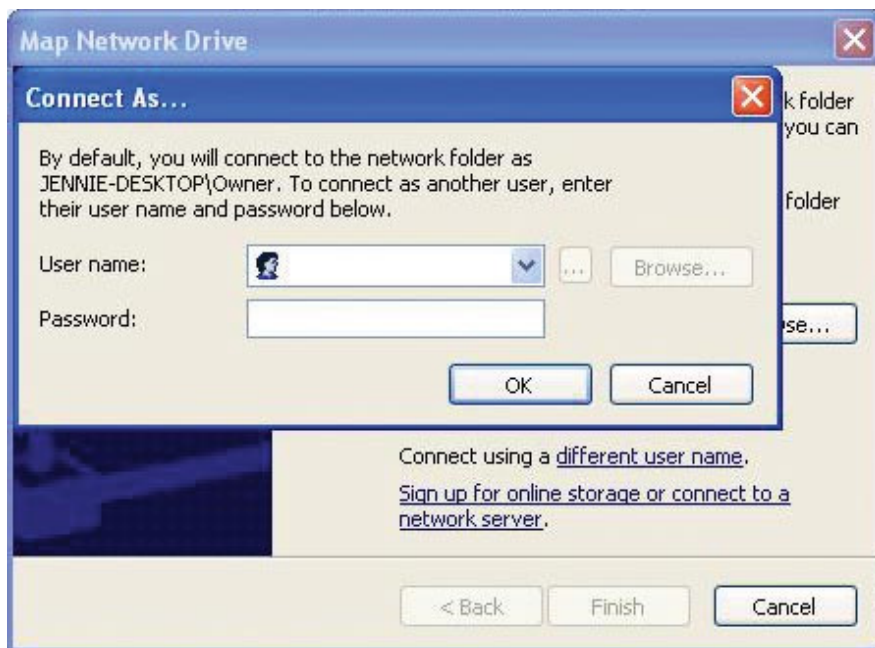 Map Network Drive
Connect As...
k folder
you can
By default, you will connect to the network folder as
JENNIE-DESKTOP\Owner. To connect as another user, enter
their user name and password below.
folder
User name:
... Browse...
Password:
se...
OK Cancel
Connect using a different user name.
Sign up for online storage or connect to a
network server.
< Back Finish Cancel